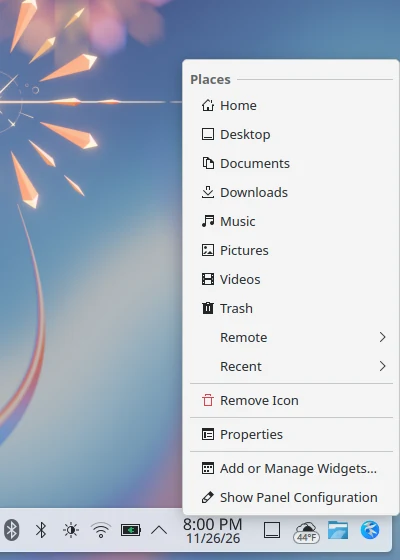 Places
Home
Desktop
Documents
Downloads
Music
Pictures
Videos
Trash
Remote
Recent
Remove Icon
Properties
Add or Manage Widgets...
Show Panel Configuration
8:00 PM
11/26/26
44°F